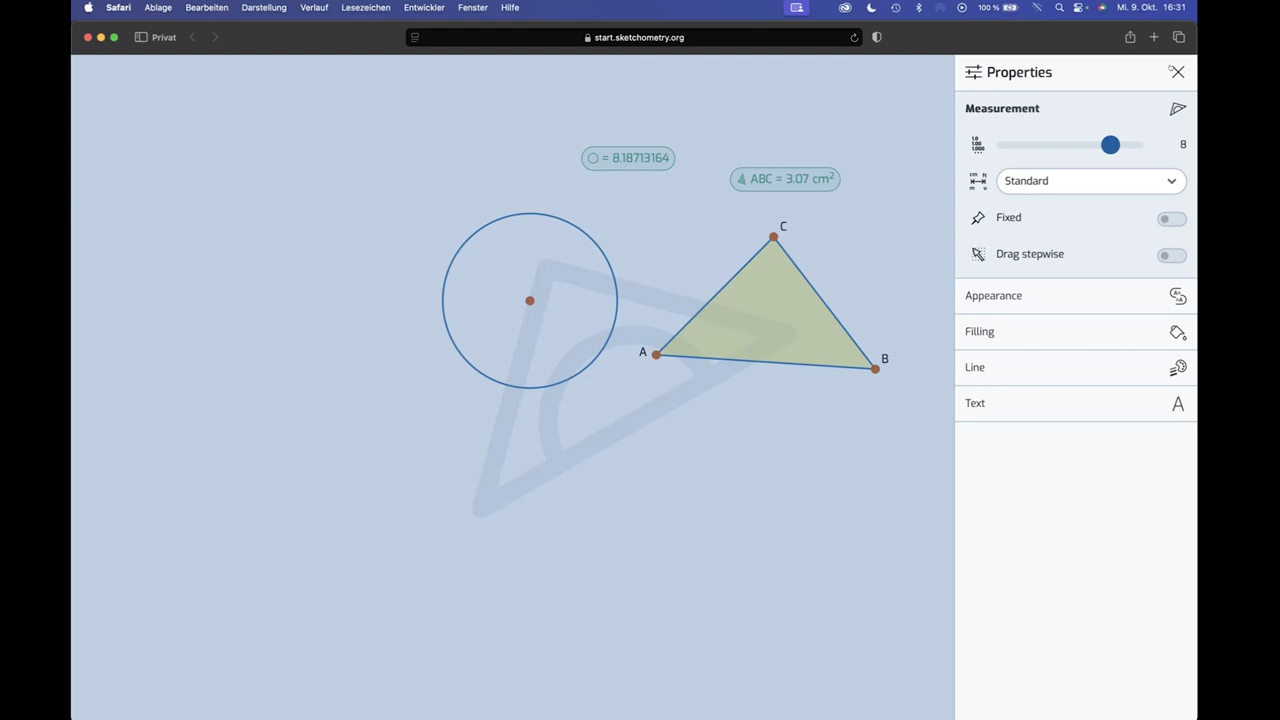 Safari Ablage Bearbeiten Darstellung Verlauf Lesezeichen Entwickler Fenster Hilfe 100 % Mi. 9. Okt. 16:31
Privat start.sketchometry.org
Properties
Measurement
8
Standard
Fixed
Drag stepwise
Appearance
Filling
Line
Text A
= 8.18713164
ABC = 3.07 cm²
C
A
B